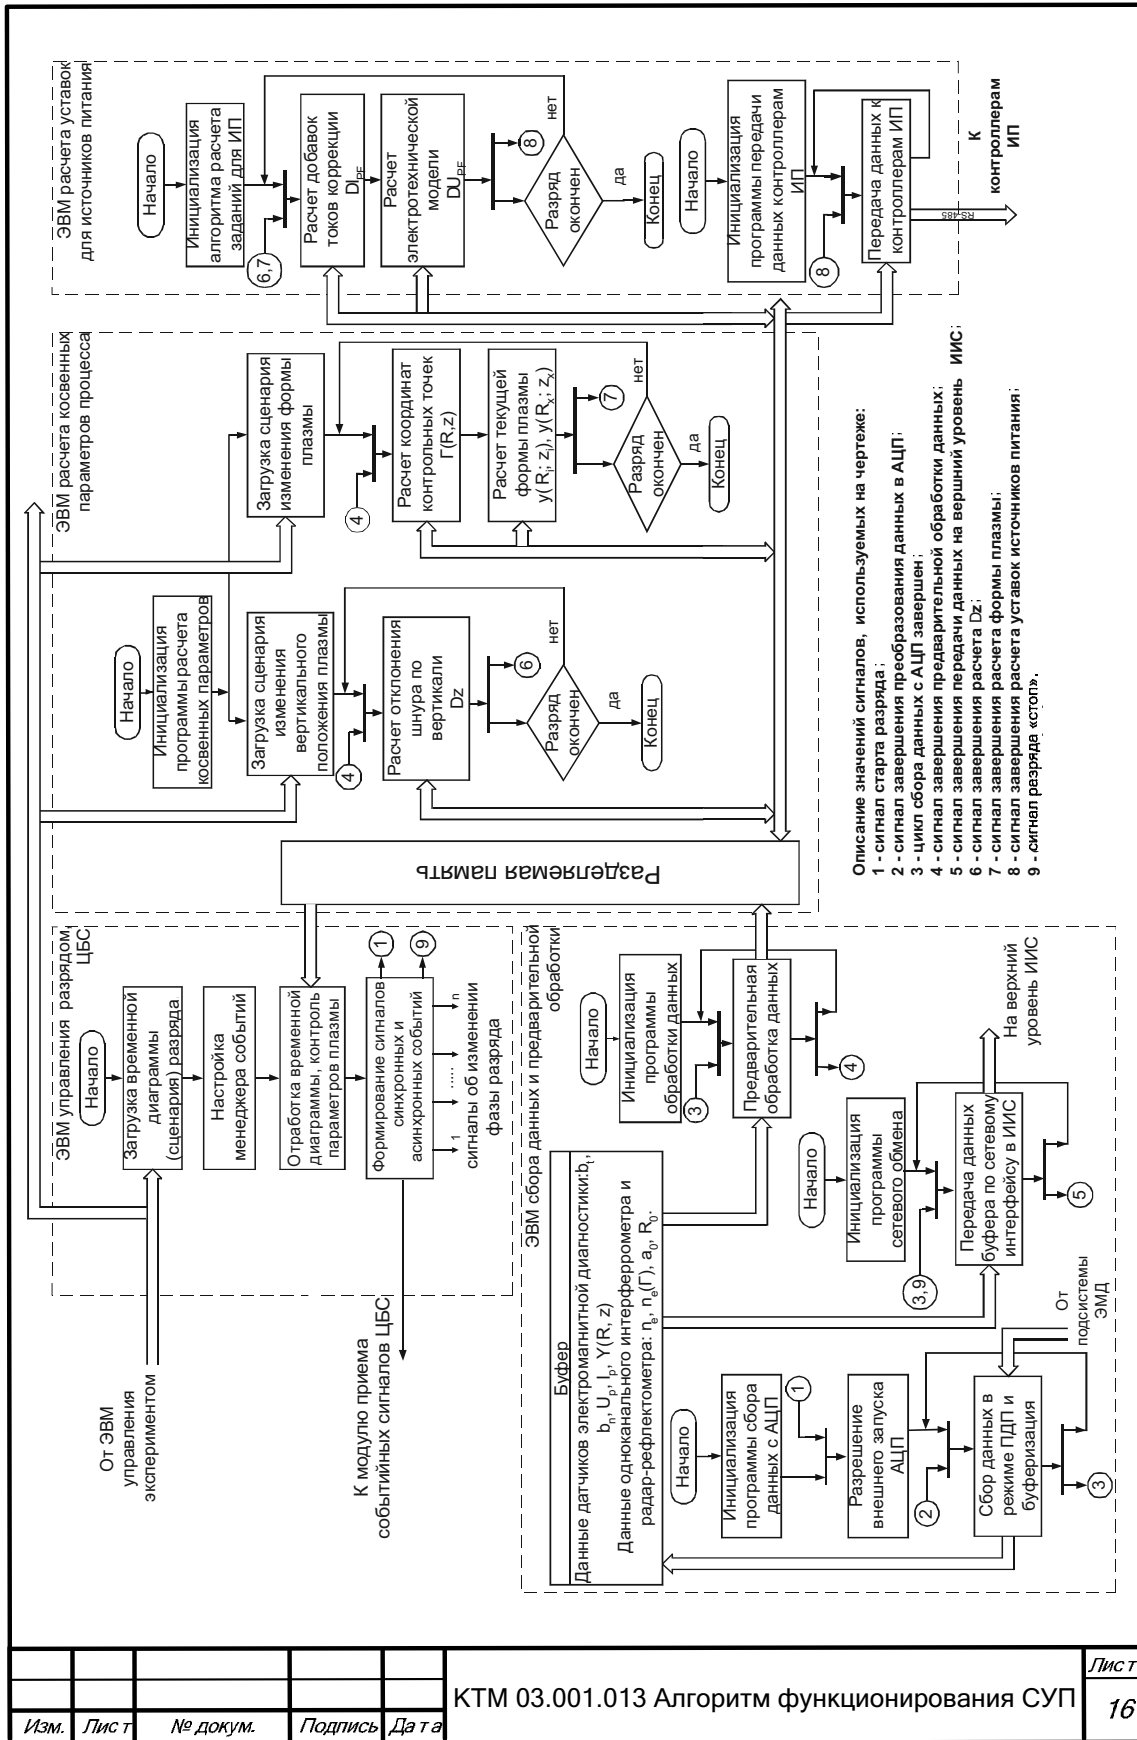 ЭВМ управления разрядом,
ЦБС
Начало
Загрузка временной
диаграммы
(сценария) разряда
Настройка
менеджера событий
Отработка временной
диаграммы, контроль
параметров плазмы
Формирование сигналов
синхронных и
асинхронных событий
1
9
1
.....
n
сигналы об изменении
фазы разряда
От ЭВМ
управления
экспериментом
К модулю приема
событийных сигналов ЦБС
ЭВМ расчета косвенных
параметров процесса
Начало
Инициализация
программы расчета
косвенных параметров
Загрузка сценария
изменения
вертикального
положения плазмы
4
Расчет отклонения
шнура по
вертикали
Dz
6
Разряд
окончен
нет
да
Конец
Загрузка сценария
изменения формы
плазмы
4
Расчет координат
контрольных точек
Г(R,z)
Расчет текущей
формы плазмы
y(Ri; zi), y(Rx; zx)
7
Разряд
окончен
нет
да
Конец
ЭВМ расчета уставок
для источников питания
Начало
Инициализация
алгоритма расчета
заданий для ИП
6,7
Расчет добавок
токов коррекции
DIPF
Расчет
электротехнической
модели
DUPF
8
Разряд
окончен
нет
да
Конец
Начало
Инициализация
программы передачи
данных контроллерам
ИП
8
Передача данных к
контроллерам ИП
RS-485
К
контроллерам
ИП
Разделяемая память
ЭВМ сбора данных и предварительной
обработки
Буфер
Данные датчиков электромагнитной диагностики:bt,
bn, Up, Ip, Y(R, z)
Данные одноканального интерферрометра и
радар-рефлектометра: ne, ne(Г), a0, R0.
Начало
Инициализация
программы сбора
данных с АЦП
1
Разрешение
внешнего запуска
АЦП
2
Сбор данных в
режиме ПДП и
буферизация
3
От
подсистемы
ЭМД
Начало
Инициализация
программы
сетевого обмена
3,9
Передача данных
буфера по сетевому
интерфейсу в ИИС
5
На верхний
уровень ИИС
Начало
Инициализация
программы
обработки данных
3
Предварительная
обработка данных
4
Описание значений сигналов, используемых на чертеже:
1 - сигнал старта разряда;
2 - сигнал завершения преобразования данных в АЦП;
3 - цикл сбора данных с АЦП завершен;
4 - сигнал завершения предварительной обработки данных;
5 - сигнал завершения передачи данных на вершний уровень ИИС;
6 - сигнал завершения расчета Dz;
7 - сигнал завершения расчета формы плазмы;
8 - сигнал завершения расчета уставок источников питания;
9 - сигнал разряда «стоп».
Изм.
Лист
№ докум.
Подпись
Дата
КТМ 03.001.013 Алгоритм функционирования СУП
Лист
16